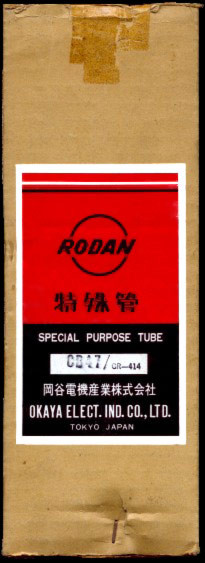 RODAN
特殊管
SPECIAL PURPOSE TUBE
GR47/GR-414
岡谷電機産業株式会社
OKAYA ELECT. IND. CO., LTD.
TOKYO JAPAN